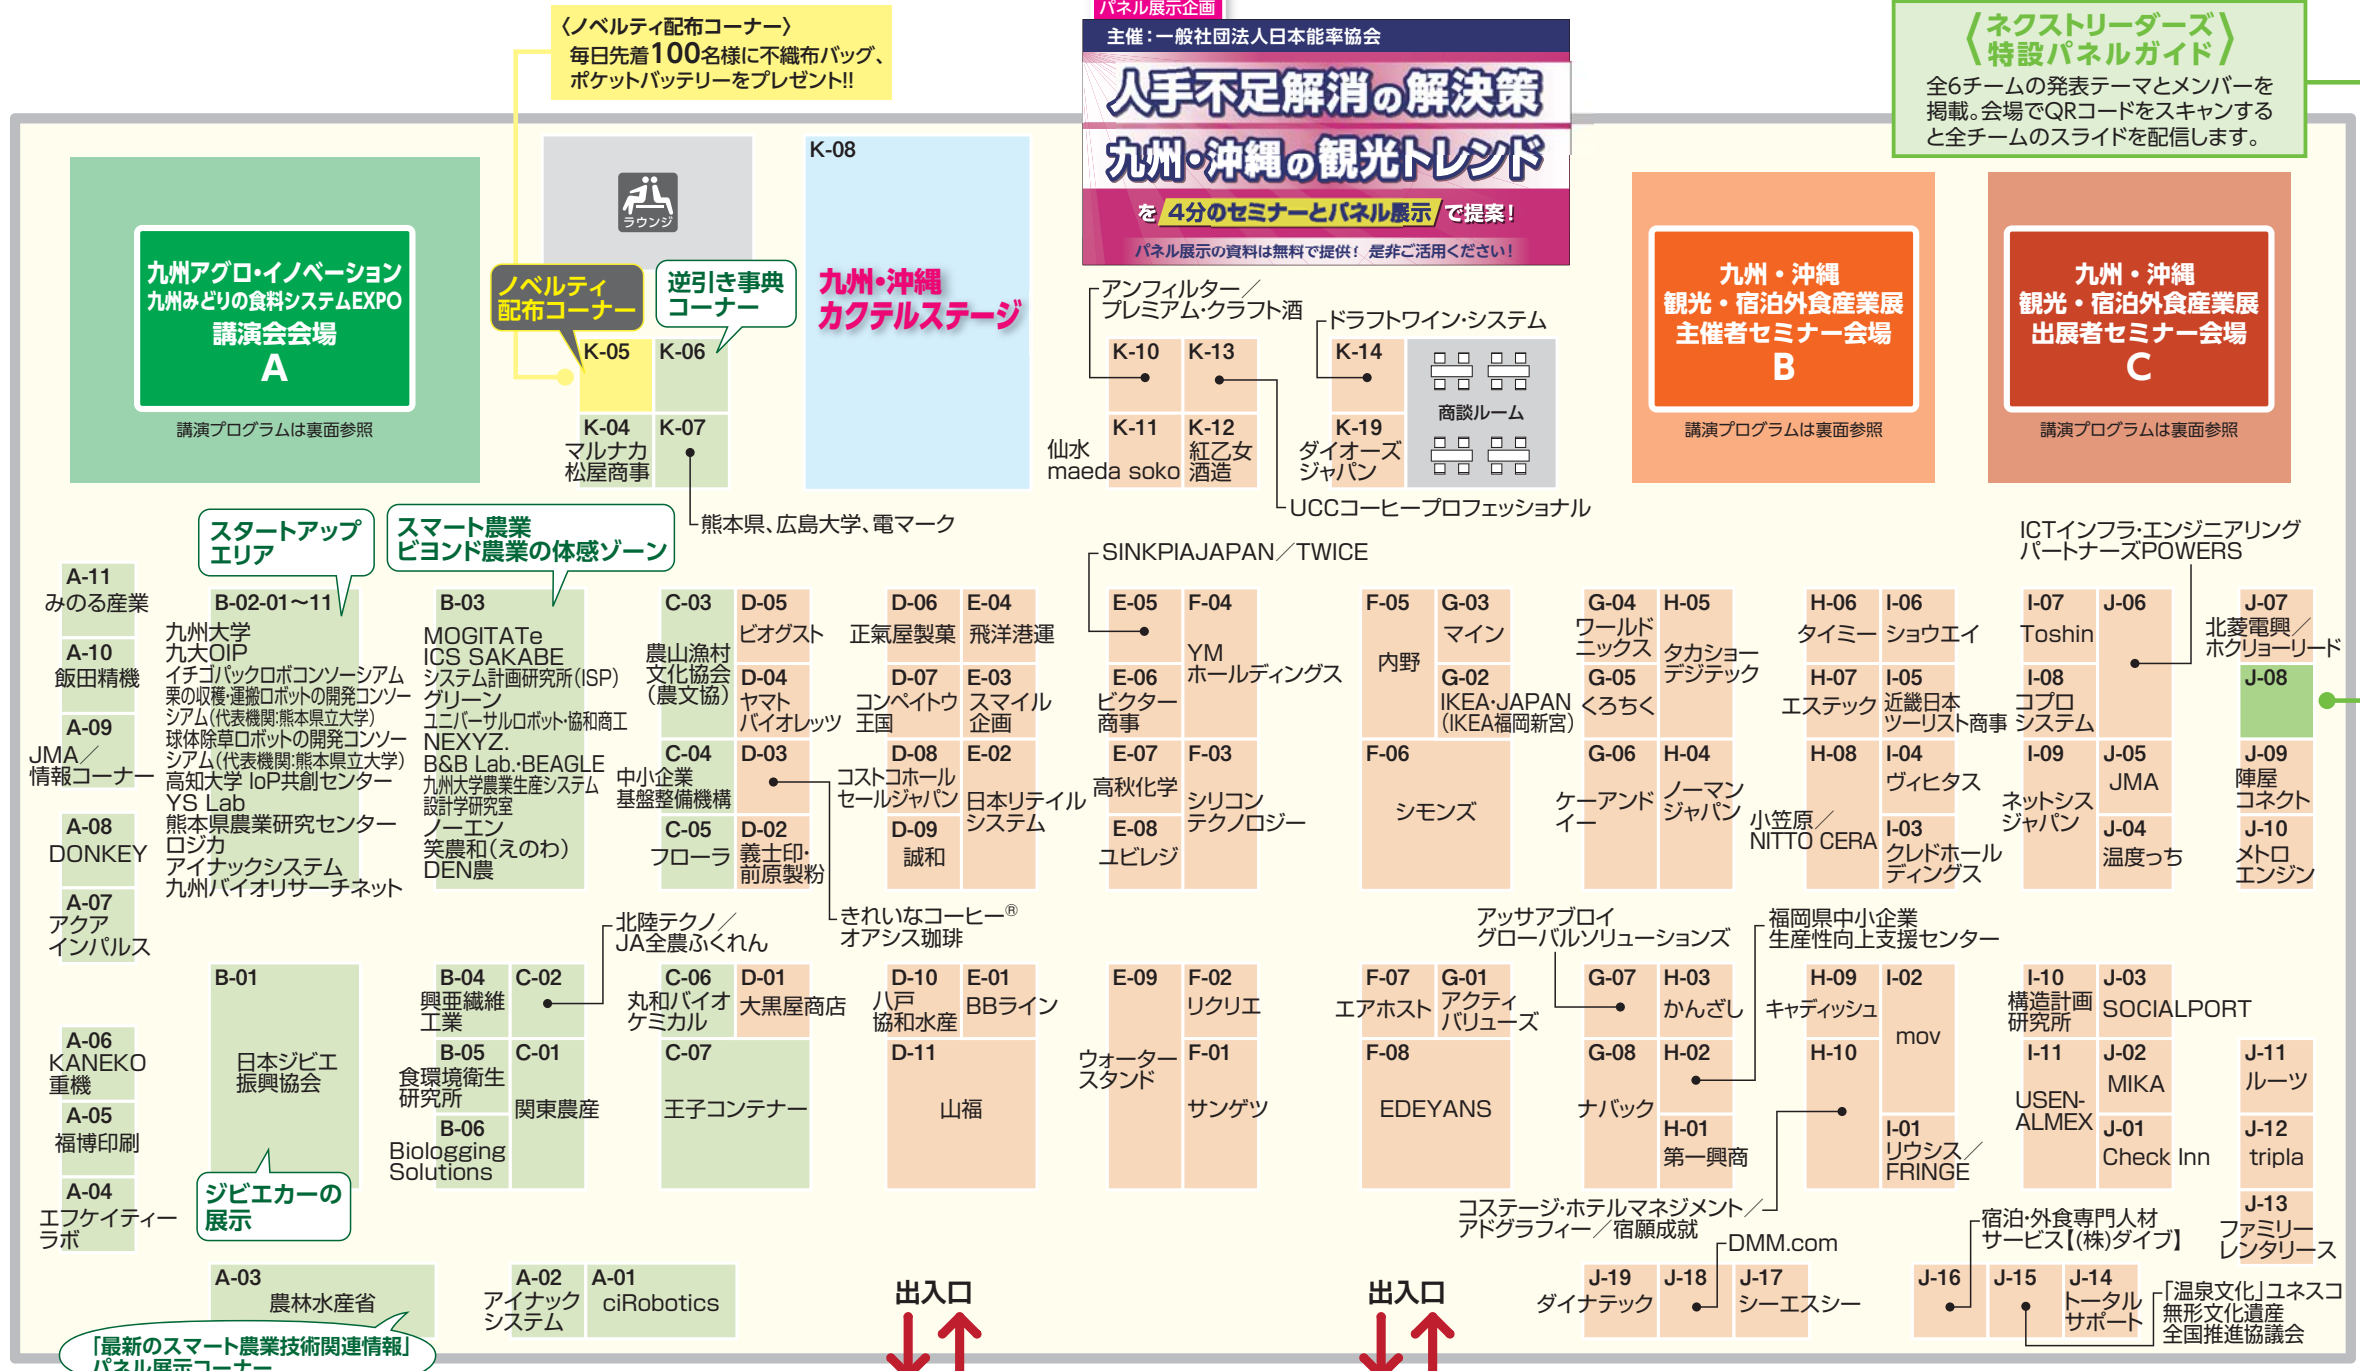 〈ノベルティ配布コーナー〉
毎日先着100名様に不織布バッグ、
ポケットバッテリーをプレゼント!!
パネル展示企画
主催：一般社団法人日本能率協会
人手不足解消の解決策
九州・沖縄の観光トレンド
を 4分のセミナーとパネル展示 で提案！
パネル展示の資料は無料で提供！ 是非ご活用ください！
〈ネクストリーダーズ
特設パネルガイド〉
全6チームの発表テーマとメンバーを
掲載。会場でQRコードをスキャンする
と全チームのスライドを配信します。
九州アグロ・イノベーション
九州みどりの食料システムEXPO
講演会会場
A
講演プログラムは裏面参照
ラウンジ
ノベルティ
配布コーナー
逆引き事典
コーナー
K-05
K-06
K-04
マルナカ
松屋商事
K-07
熊本県、広島大学、電マーク
K-08
九州・沖縄
カクテルステージ
アンフィルター／
プレミアム・クラフト酒
K-10
K-13
K-11
仙水
maeda soko
K-12
紅乙女
酒造
UCCコーヒープロフェッショナル
ドラフトワイン・システム
K-14
K-19
ダイオーズ
ジャパン
商談ルーム
九州・沖縄
観光・宿泊外食産業展
主催者セミナー会場
B
講演プログラムは裏面参照
九州・沖縄
観光・宿泊外食産業展
出展者セミナー会場
C
講演プログラムは裏面参照
A-11
みのる産業
A-10
飯田精機
A-09
JMA／
情報コーナー
A-08
DONKEY
A-07
アクア
インパルス
A-06
KANEKO
重機
A-05
福博印刷
A-04
エフケイティー
ラボ
スタートアップ
エリア
B-02-01〜11
九州大学
九大OIP
イチゴパックロボコンソーシアム
栗の収穫・運搬ロボットの開発コンソー
シアム(代表機関:熊本県立大学)
球体除草ロボットの開発コンソー
シアム(代表機関:熊本県立大学)
高知大学 IoP共創センター
YS Lab
熊本県農業研究センター
ロジカ
アイナックシステム
九州バイオリサーチネット
スマート農業
ビヨンド農業の体感ゾーン
B-03
MOGITATe
ICS SAKABE
システム計画研究所(ISP)
グリーン
ユニバーサルロボット・協和商工
NEXYZ.
B&B Lab.・BEAGLE
九州大学農業生産システム
設計学研究室
ノーエン
笑農和(えのわ)
DEN農
C-03
農山漁村
文化協会
(農文協)
C-04
中小企業
基盤整備機構
C-05
フローラ
D-05
ビオグスト
D-04
ヤマト
バイオレッツ
D-03
D-02
義士印・
前原製粉
きれいなコーヒー®
オアシス珈琲
D-06
正氣屋製菓
D-07
コンペイトウ
王国
D-08
コストコホール
セールジャパン
D-09
誠和
E-04
飛洋港運
E-03
スマイル
企画
E-02
日本リテイル
システム
SINKPIAJAPAN／TWICE
E-05
E-06
ビクター
商事
E-07
高秋化学
E-08
ユビレジ
F-04
YM
ホールディングス
F-03
シリコン
テクノロジー
F-05
内野
F-06
シモンズ
G-03
マイン
G-02
IKEA・JAPAN
(IKEA福岡新宮)
G-04
ワールド
ニックス
G-05
くろちく
G-06
ケーアンド
イー
H-05
タカショー
デジテック
H-04
ノーマン
ジャパン
H-06
タイミー
H-07
エステック
H-08
小笠原／
NITTO CERA
I-06
ショウエイ
I-05
近畿日本
ツーリスト商事
I-04
ヴィヒタス
I-03
クレドホール
ディングス
ICTインフラ・エンジニアリング
パートナーズPOWERS
I-07
Toshin
I-08
コプロ
システム
I-09
ネットシス
ジャパン
J-06
J-05
JMA
J-04
温度っち
J-07
北菱電興／
ホクリョーリード
J-08
J-09
陣屋
コネクト
J-10
メトロ
エンジン
B-01
日本ジビエ
振興協会
ジビエカーの
展示
北陸テクノ／
JA全農ふくれん
B-04
興亜繊維
工業
B-05
食環境衛生
研究所
B-06
Biologging
Solutions
C-02
C-01
関東農産
C-06
丸和バイオ
ケミカル
C-07
王子コンテナー
D-01
大黒屋商店
D-10
八戸
協和水産
E-01
BBライン
D-11
山福
E-09
ウォーター
スタンド
F-02
リクリエ
F-01
サンゲツ
F-07
エアホスト
G-01
アクティ
バリューズ
F-08
EDEYANS
アッサアブロイ
グローバルソリューションズ
福岡県中小企業
生産性向上支援センター
G-07
G-08
ナバック
H-03
かんざし
H-02
H-01
第一興商
H-09
キャディッシュ
H-10
コステージ・ホテルマネジメント／
アドグラフィー／宿願成就
I-02
mov
I-01
リウシス／
FRINGE
I-10
構造計画
研究所
I-11
USEN-
ALMEX
J-03
SOCIALPORT
J-02
MIKA
J-01
Check Inn
J-11
ルーツ
J-12
tripla
J-13
ファミリー
レンタリース
A-03
農林水産省
「最新のスマート農業技術関連情報」
パネル展示コーナー
A-02
アイナック
システム
A-01
ciRobotics
出入口
出入口
DMM.com
J-19
ダイナテック
J-18
J-17
シーエスシー
宿泊・外食専門人材
サービス【(株)ダイブ】
J-16
J-15
J-14
トータル
サポート
「温泉文化」ユネスコ
無形文化遺産
全国推進協議会